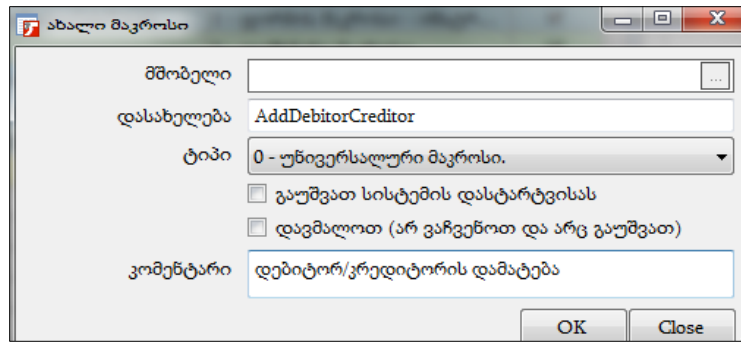 ახალი მაკროსი
მშობელი
...
დასახელება AddDebitorCreditor
ტიპი 0 - უნივერსალური მაკროსი.
გაუშვათ სისტემის დასტარტვისას
დავმალოთ (არ ვაჩვენოთ და არც გაუშვათ)
კომენტარი დებიტორ/კრედიტორის დამატება
OK Close